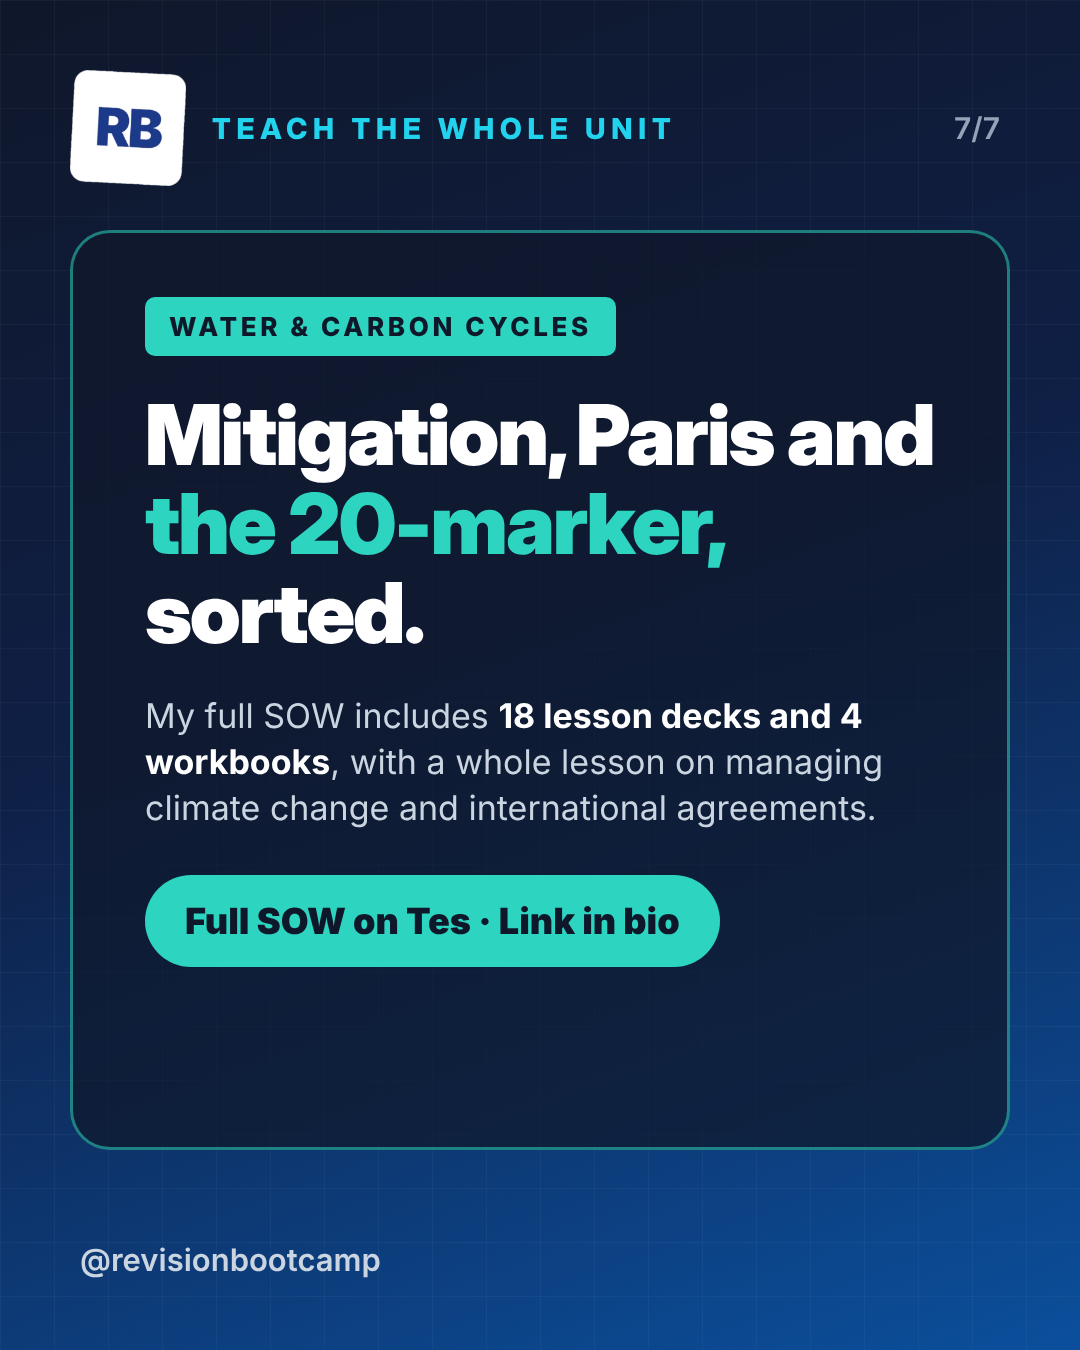 RB
TEACH THE WHOLE UNIT
7/7
WATER & CARBON CYCLES
Mitigation, Paris and
the 20-marker,
sorted.
My full SOW includes 18 lesson decks and 4
workbooks, with a whole lesson on managing
climate change and international agreements.
Full SOW on Tes · Link in bio
@revisionbootcamp